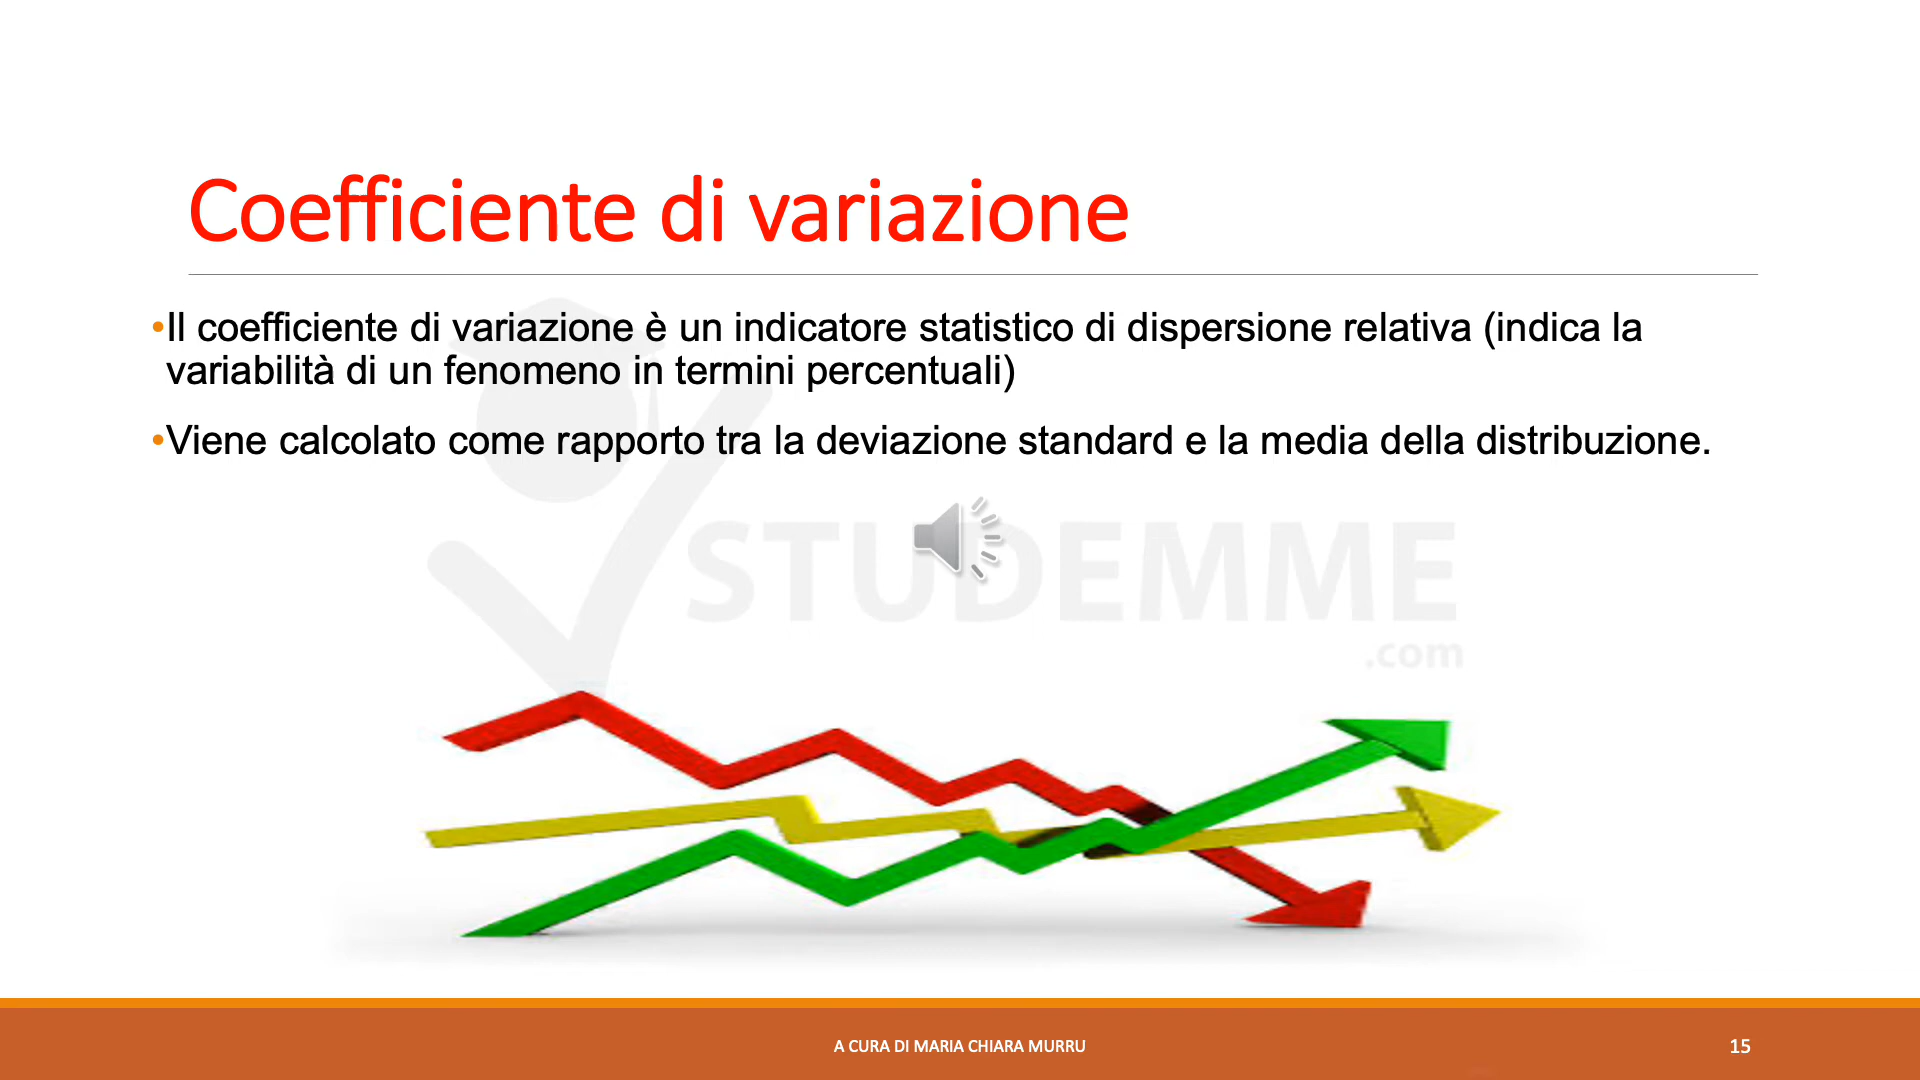 Coefficiente di variazione
•Il coefficiente di variazione è un indicatore statistico di dispersione relativa (indica la
variabilità di un fenomeno in termini percentuali)
•Viene calcolato come rapporto tra la deviazione standard e la media della distribuzione.
STUDEMME
.com
A CURA DI MARIA CHIARA MURRU
15